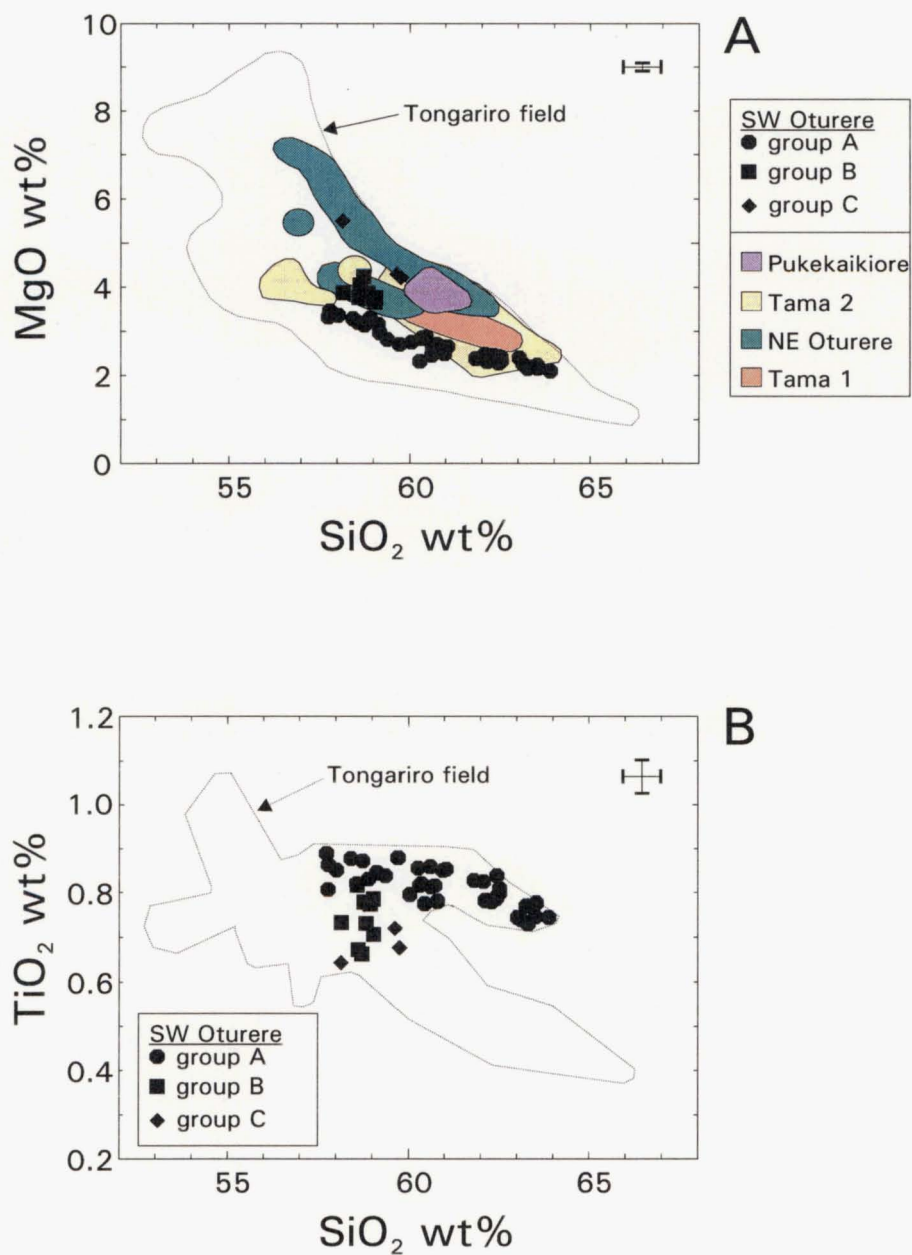 A
10
8
6
4
2
0
MgO wt%
Tongariro field
55
60
65
SiO₂ wt%
SW Oturere
group A
group B
group C
Pukekaikiore
Tama 2
NE Oturere
Tama 1
B
1.2
1.0
0.8
0.6
0.4
0.2
TiO₂ wt%
Tongariro field
SW Oturere
group A
group B
group C
55
60
65
SiO₂ wt%